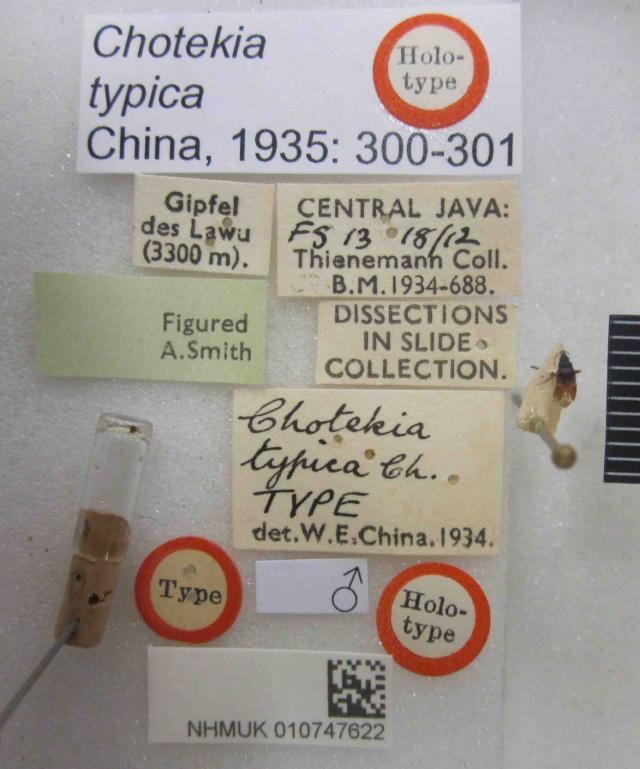 Chotekia
typica
China, 1935: 300-301
Holo-
type
Gipfel
des Lawu
(3300 m).
CENTRAL JAVA:
FS 13 18/12
Thienemann Coll.
B.M.1934-688.
Figured
A.Smith
DISSECTIONS
IN SLIDE
COLLECTION.
Chotekia
typica Ch.
TYPE
det.W.E.China.1934.
Type
♂
Holo-
type
NHMUK 010747622